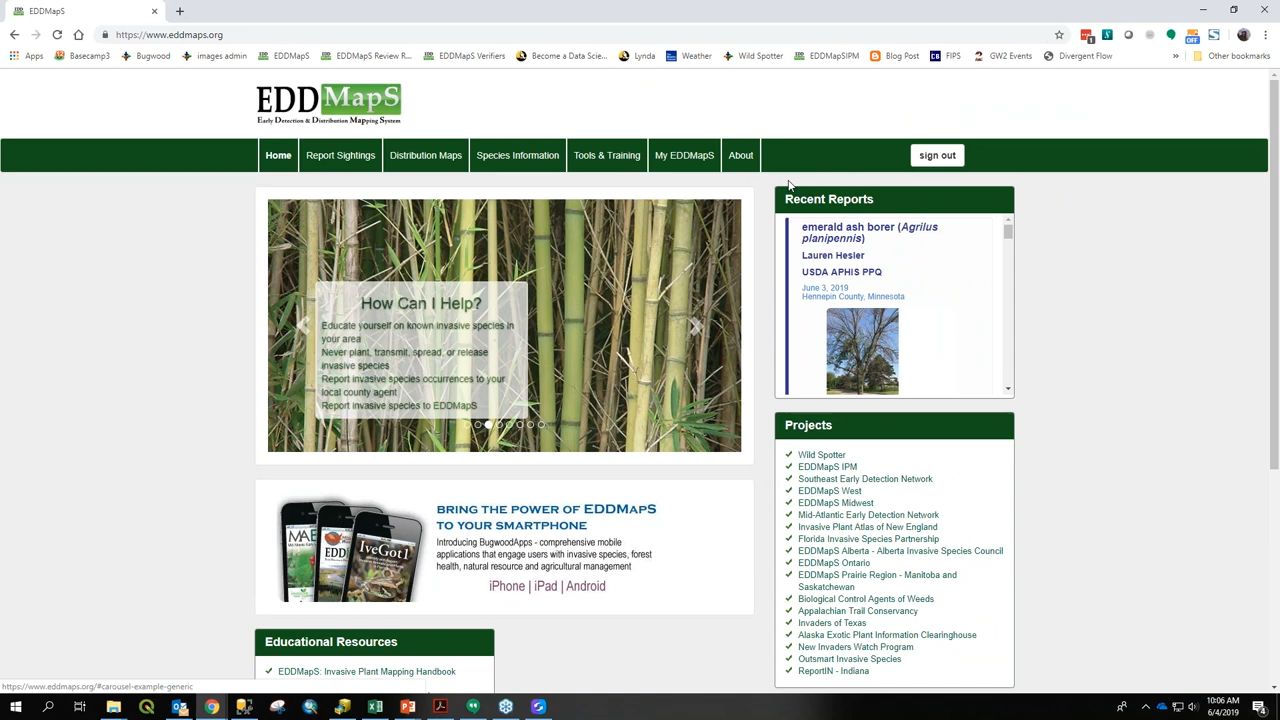 EDDMapS
https://www.eddmaps.org
Apps
Basecamp3
Bugwood
images admin
EDDMapS
EDDMapS Review R...
EDDMapS Verifiers
Become a Data Scie...
Lynda
Weather
Wild Spotter
EDDMapSIPM
Blog Post
FIPS
GW2 Events
Divergent Flow
»
Other bookmarks
EDDMapS
Early Detection & Distribution Mapping System
Home
Report Sightings
Distribution Maps
Species Information
Tools & Training
My EDDMapS
About
sign out
How Can I Help?
Educate yourself on known invasive species in
your area
Never plant, transmit, spread, or release
invasive species
Report invasive species occurrences to your
local county agent
Report invasive species to EDDMapS
Recent Reports
emerald ash borer (Agrilus
planipennis)
Lauren Hesler
USDA APHIS PPQ
June 3, 2019
Hennepin County, Minnesota
BRING THE POWER OF EDDMAPS
TO YOUR SMARTPHONE
Introducing BugwoodApps - comprehensive mobile
applications that engage users with invasive species, forest
health, natural resource and agricultural management
iPhone | iPad | Android
IveGot1
Projects
Wild Spotter
EDDMapS IPM
Southeast Early Detection Network
EDDMapS West
EDDMapS Midwest
Mid-Atlantic Early Detection Network
Invasive Plant Atlas of New England
Florida Invasive Species Partnership
EDDMapS Alberta - Alberta Invasive Species Council
EDDMapS Ontario
EDDMapS Prairie Region - Manitoba and
Saskatchewan
Biological Control Agents of Weeds
Appalachian Trail Conservancy
Invaders of Texas
Alaska Exotic Plant Information Clearinghouse
New Invaders Watch Program
Outsmart Invasive Species
ReportIN - Indiana
Educational Resources
EDDMapS: Invasive Plant Mapping Handbook
https://www.eddmaps.org/#carousel-example-generic
10:06 AM
6/4/2019